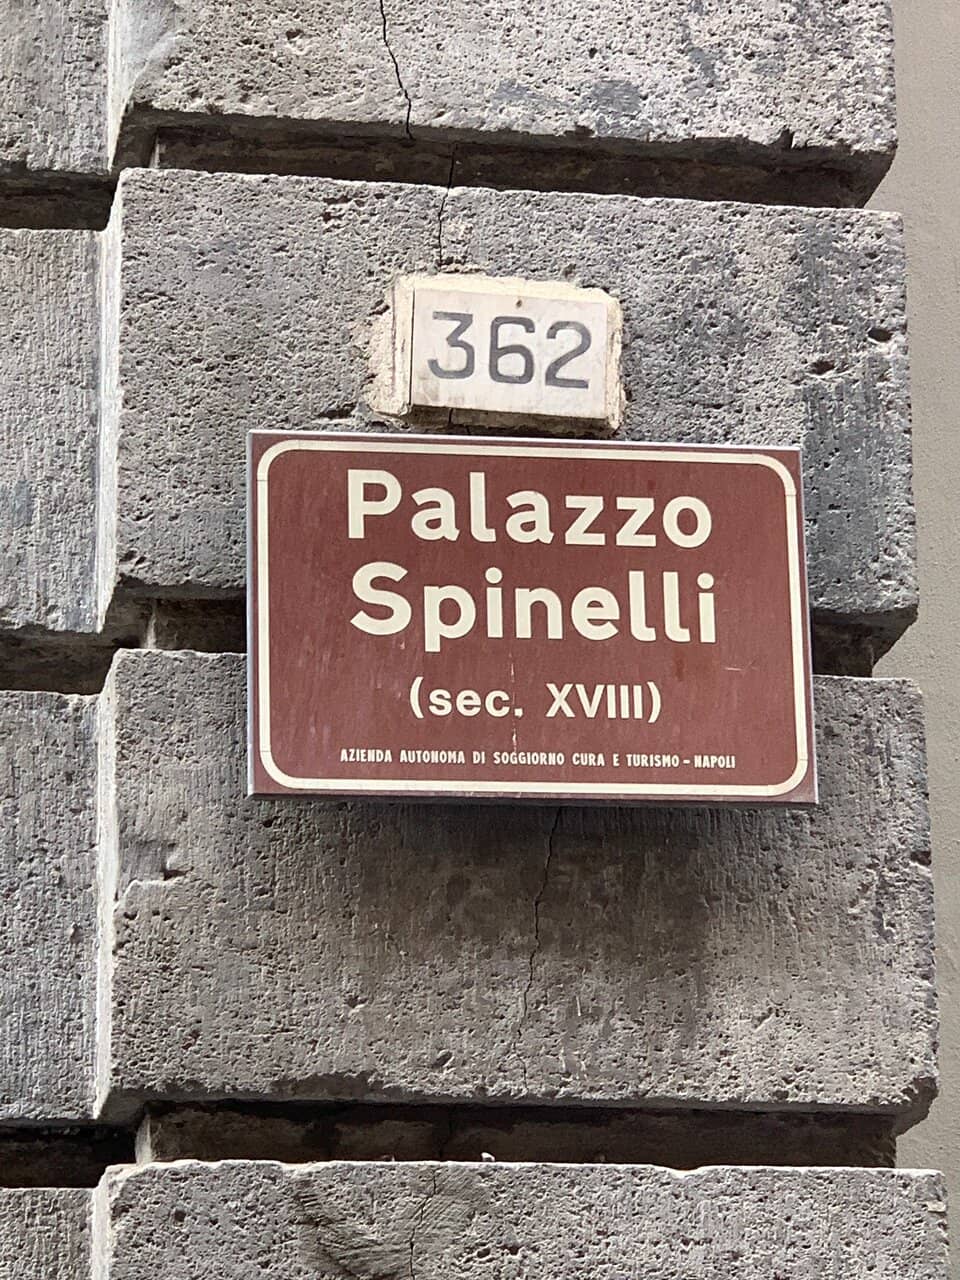 362
Palazzo
Spinelli
(sec. XVIII)
AZIENDA AUTONOMA DI SOGGIORNO CURA E TURISMO - NAPOLI